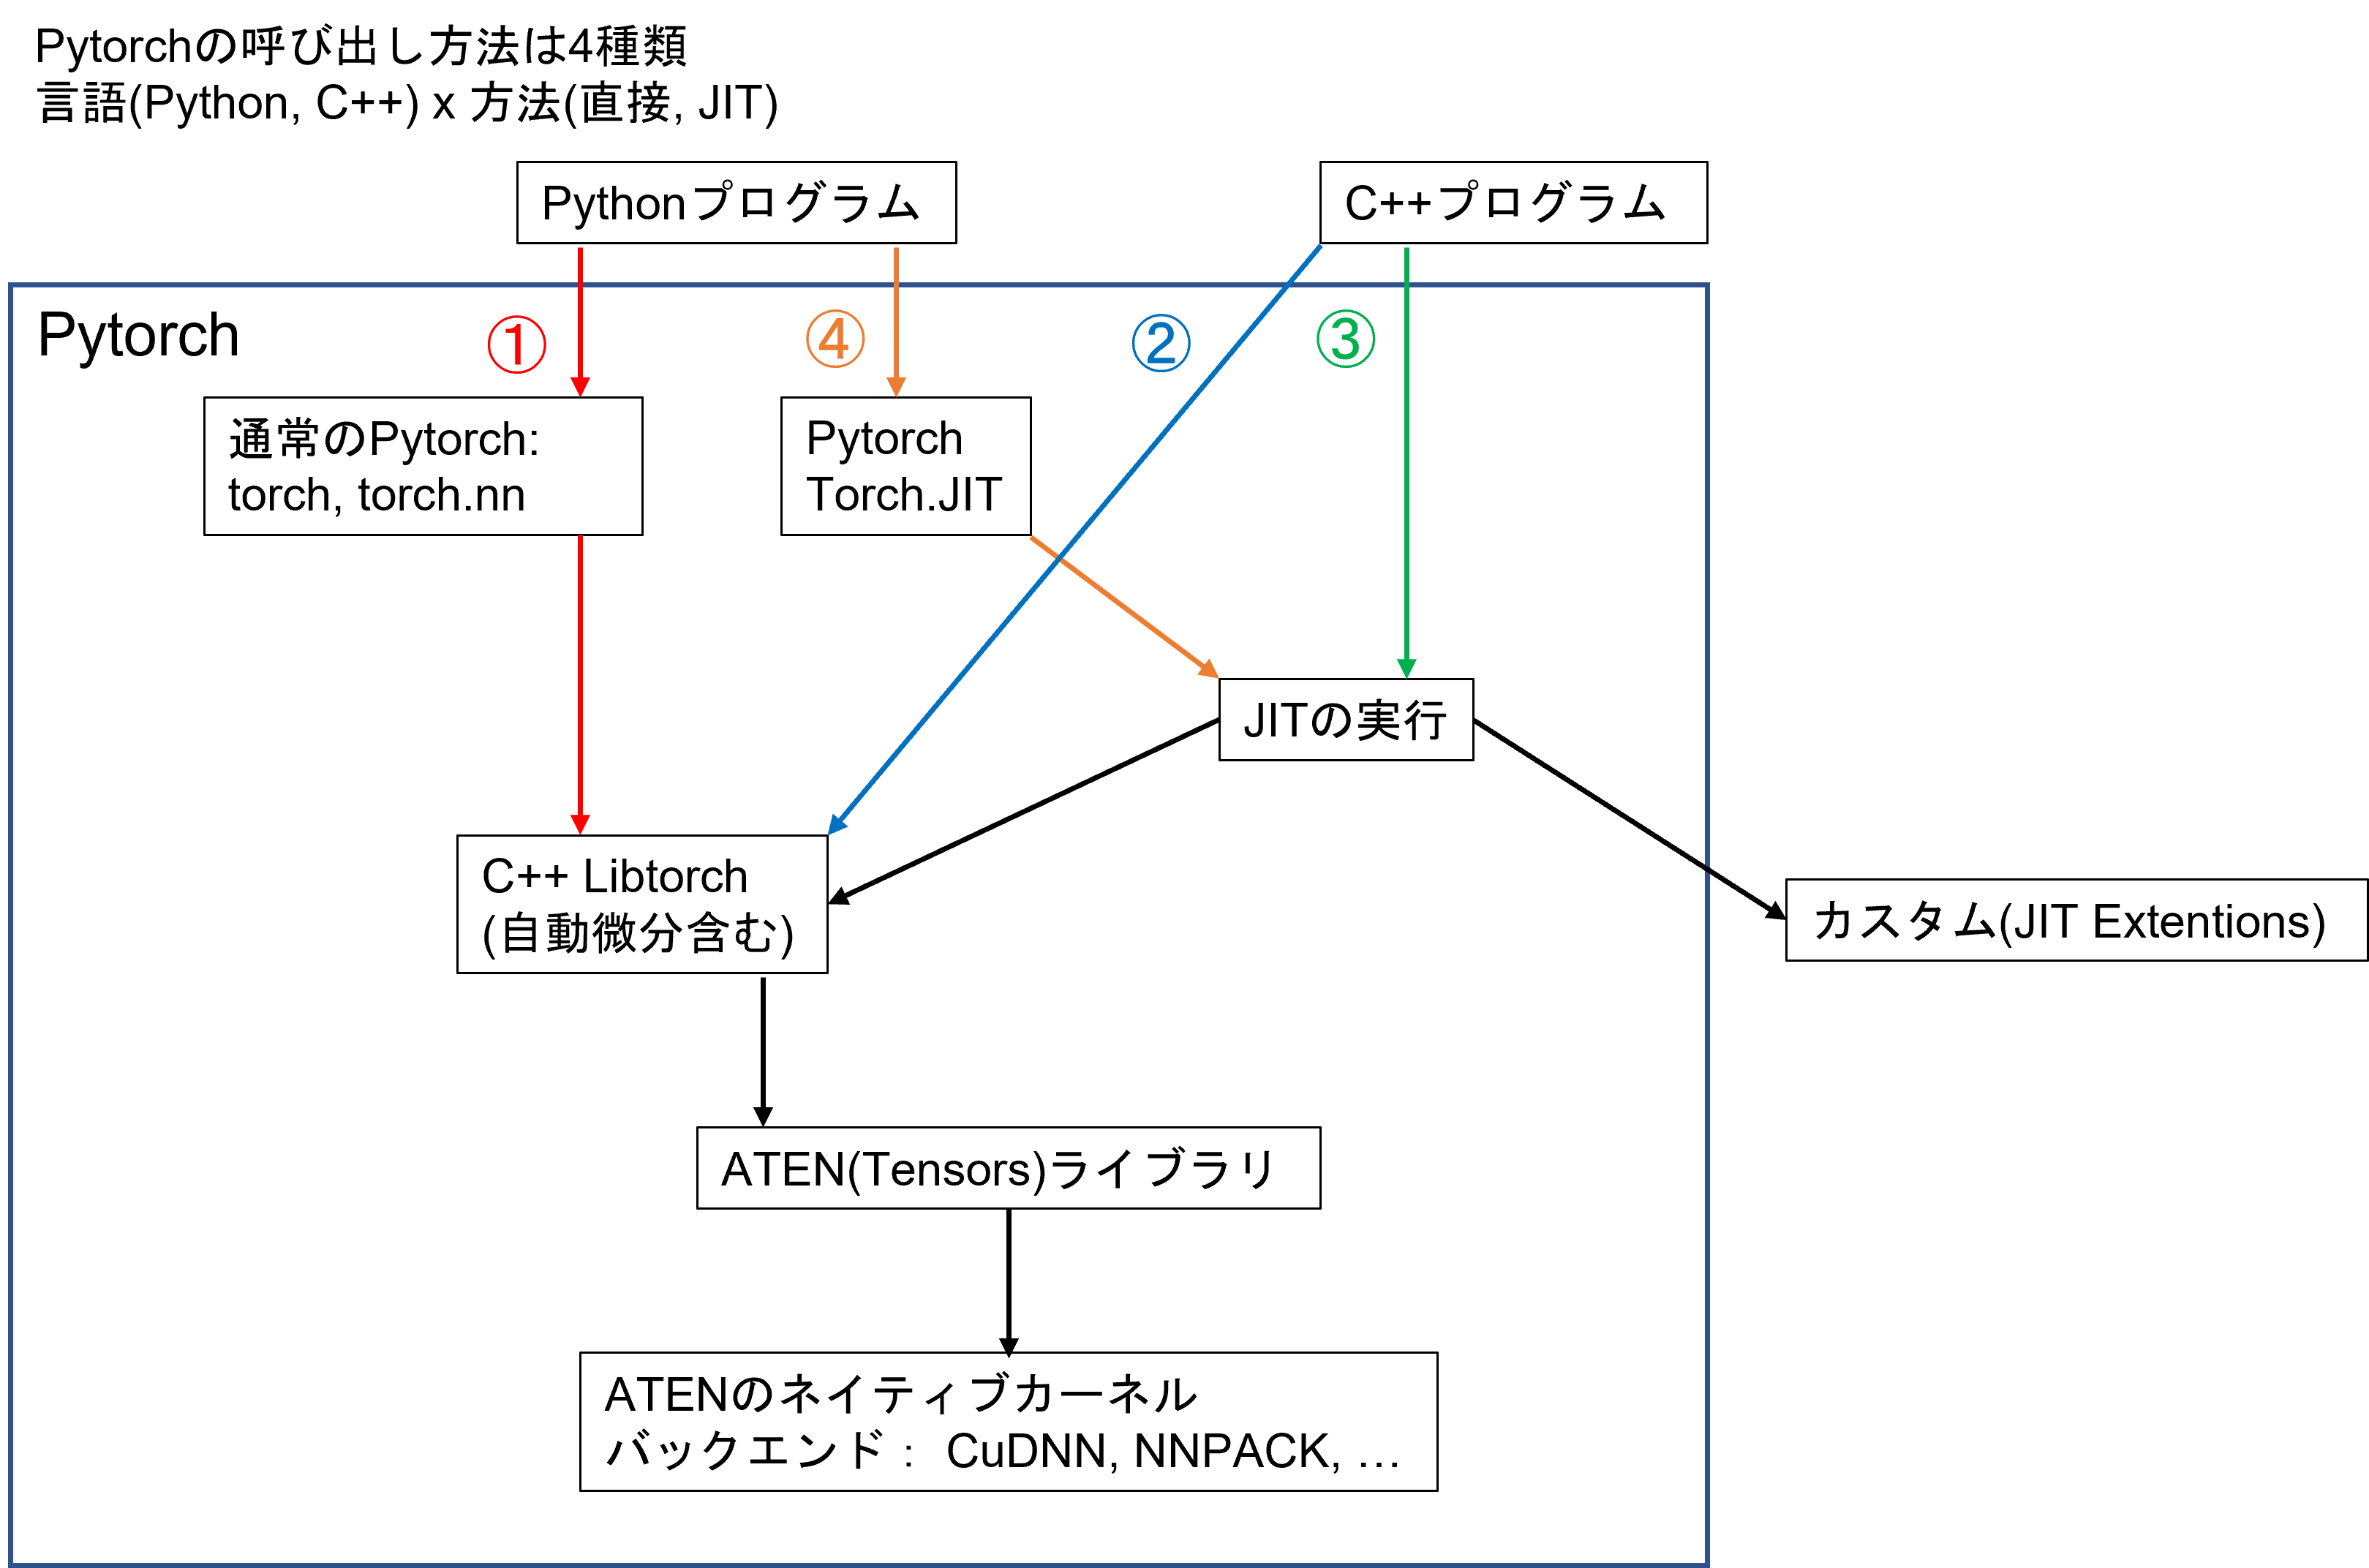 Pytorchの呼び出し方法は4種類
言語(Python, C++) x 方法(直接, JIT)
Pythonプログラム
C++プログラム
Pytorch
①
④
②
③
通常のPytorch:
torch, torch.nn
Pytorch
Torch.JIT
JITの実行
C++ Libtorch
(自動微分含む)
カスタム(JIT Extentions)
ATEN(Tensors)ライブラリ
ATENのネイティブカーネル
バックエンド： CuDNN, NNPACK, …